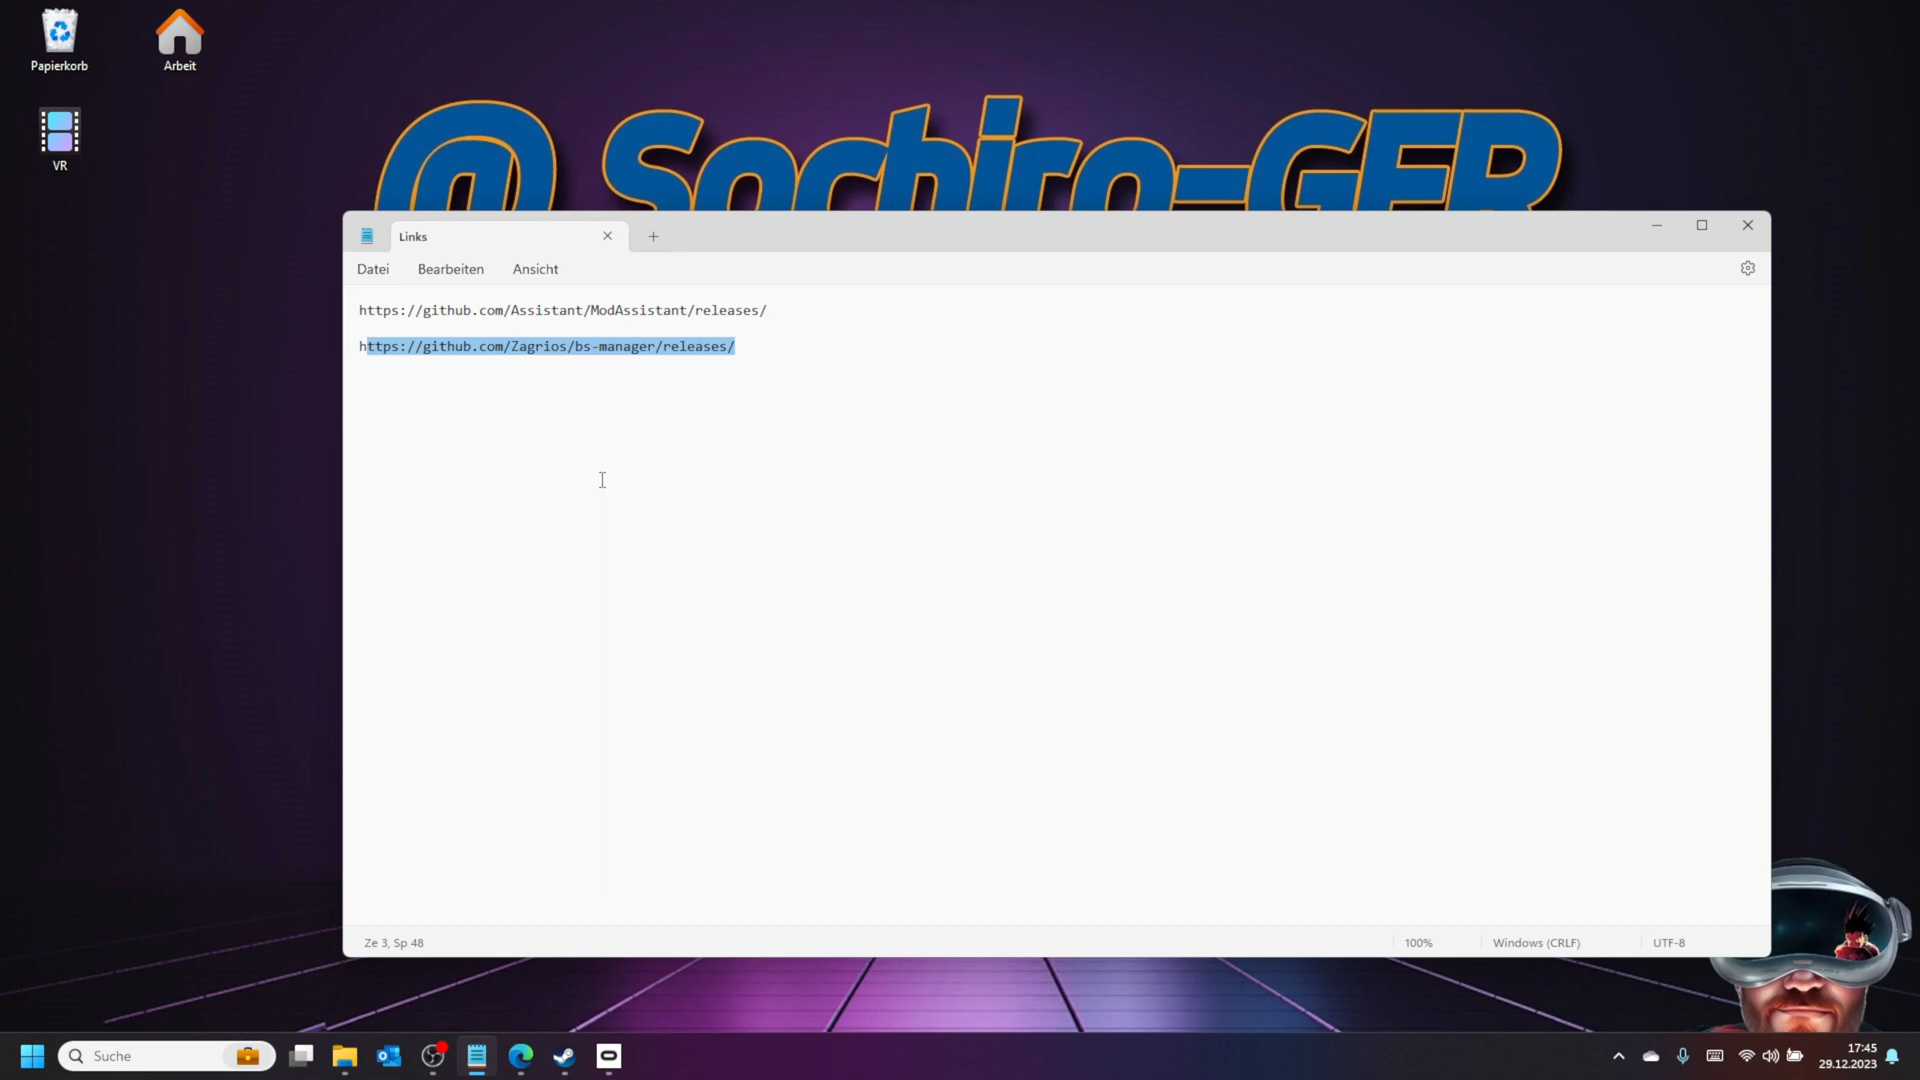 Papierkorb
Arbeit
VR
@ Sochiro-GER
Links
Datei Bearbeiten Ansicht
https://github.com/Assistant/ModAssistant/releases/
https://github.com/Zagrios/bs-manager/releases/
Ze 3, Sp 48
100%
Windows (CRLF)
UTF-8
Suche
17:45
29.12.2023